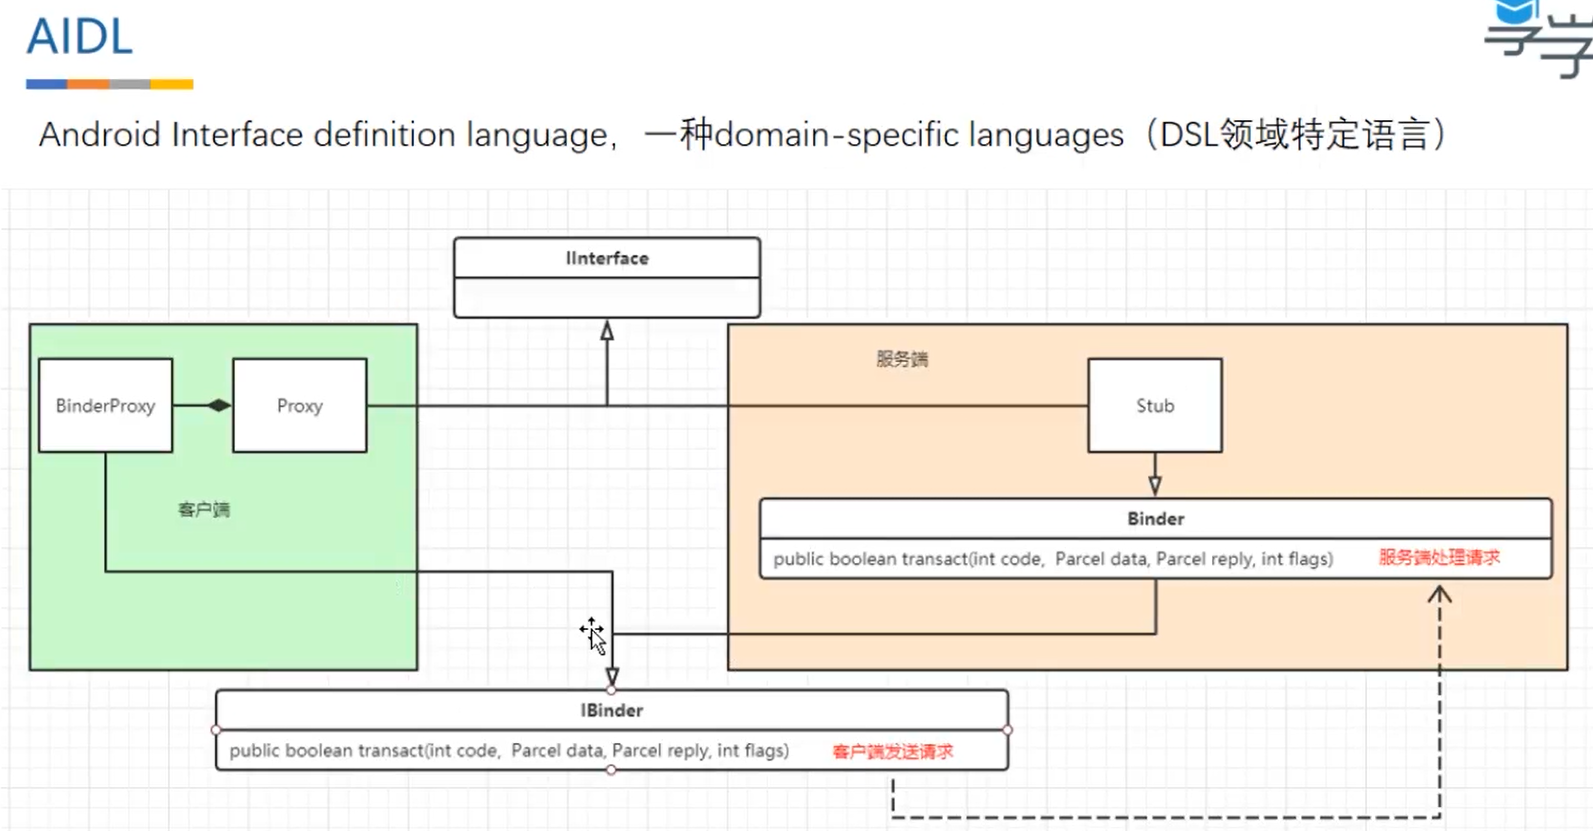 AIDL
享学
Android Interface definition language, 一种domain-specific languages（DSL领域特定语言）
IInterface
服务端
BinderProxy
Proxy
Stub
客户端
Binder
public boolean transact(int code, Parcel data, Parcel reply, int flags) 服务端处理请求
IBinder
public boolean transact(int code, Parcel data, Parcel reply, int flags) 客户端发送请求